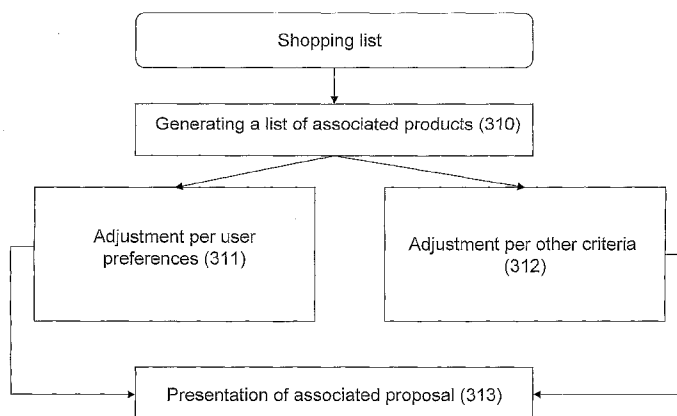 Shopping list
Generating a list of associated products (310)
Adjustment per user
preferences (311)
Adjustment per other criteria
(312)
Presentation of associated proposal (313)